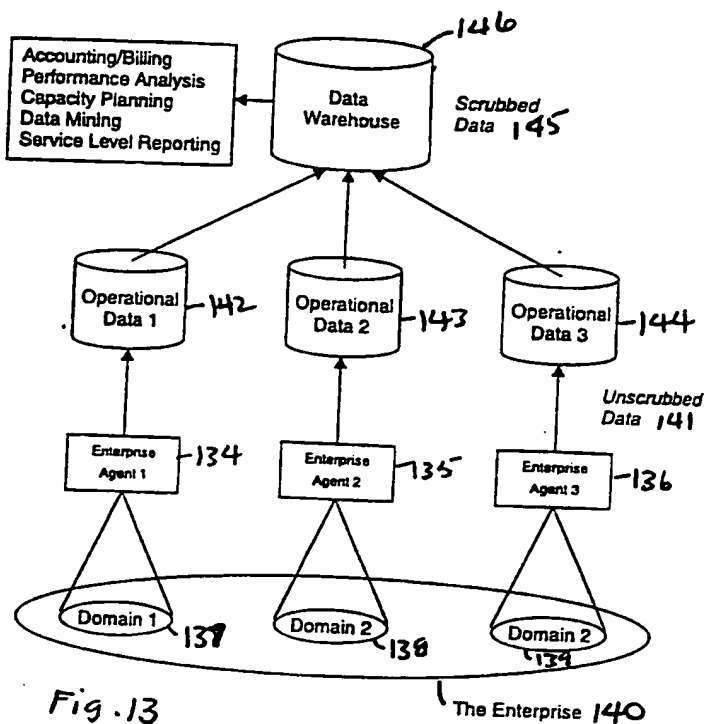 146
Accounting/Billing
Performance Analysis
Capacity Planning
Data Mining
Service Level Reporting
Data
Warehouse
Scrubbed
Data 145
Operational
Data 1
142
Operational
Data 2
143
Operational
Data 3
144
Unscrubbed
Data 141
Enterprise
Agent 1
134
Enterprise
Agent 2
135
Enterprise
Agent 3
136
Domain 1
137
Domain 2
138
Domain 2
139
Fig.13
The Enterprise 140